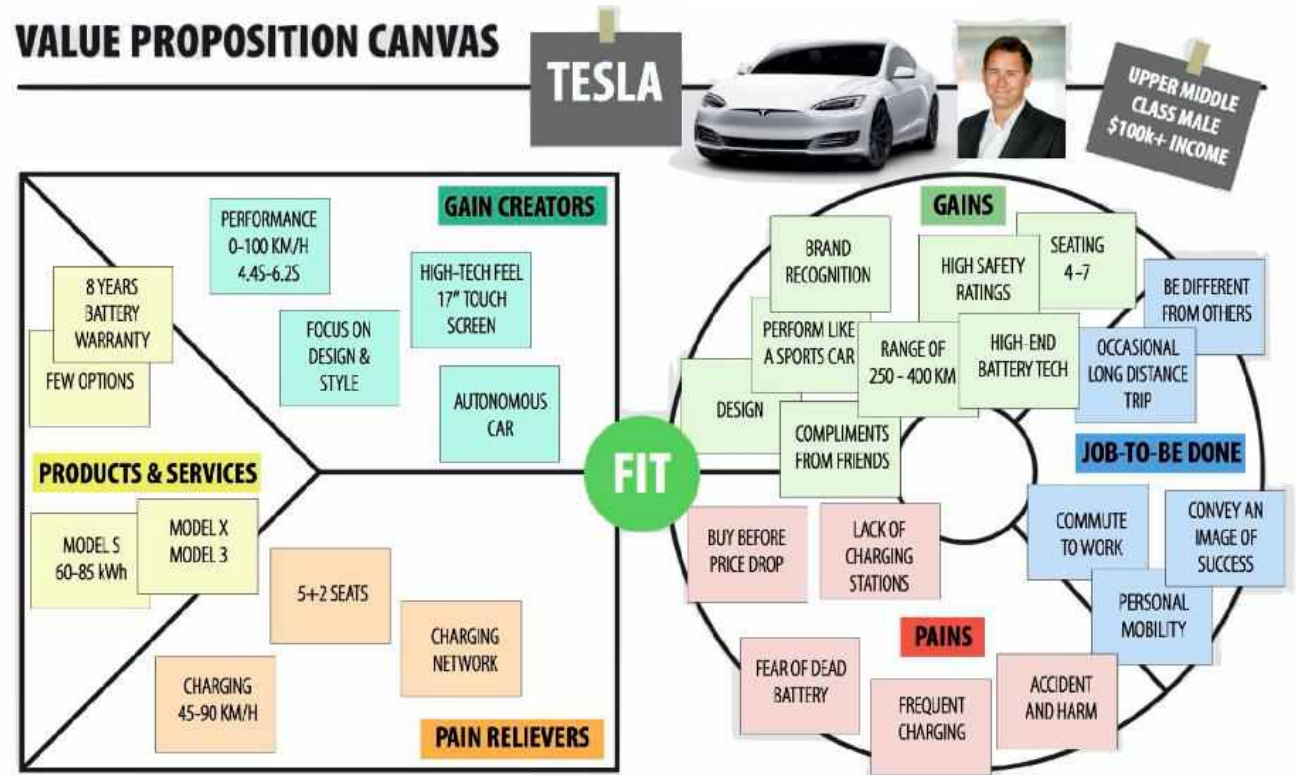 VALUE PROPOSITION CANVAS
TESLA
UPPER MIDDLE
CLASS MALE
$100k+ INCOME
GAIN CREATORS
PERFORMANCE
0-100 KM/H
4.4S-6.2S
HIGH-TECH FEEL
17" TOUCH
SCREEN
FOCUS ON
DESIGN &
STYLE
AUTONOMOUS
CAR
8 YEARS
BATTERY
WARRANTY
FEW OPTIONS
PRODUCTS & SERVICES
MODEL S
60-85 kWh
MODEL X
MODEL 3
5+2 SEATS
CHARGING
NETWORK
CHARGING
45-90 KM/H
PAIN RELIEVERS
FIT
GAINS
BRAND
RECOGNITION
HIGH SAFETY
RATINGS
SEATING
4-7
PERFORM LIKE
A SPORTS CAR
RANGE OF
250 - 400 KM
HIGH-END
BATTERY TECH
DESIGN
COMPLIMENTS
FROM FRIENDS
BE DIFFERENT
FROM OTHERS
OCCASIONAL
LONG DISTANCE
TRIP
JOB-TO-BE DONE
COMMUTE
TO WORK
CONVEY AN
IMAGE OF
SUCCESS
PERSONAL
MOBILITY
BUY BEFORE
PRICE DROP
LACK OF
CHARGING
STATIONS
PAINS
FEAR OF DEAD
BATTERY
FREQUENT
CHARGING
ACCIDENT
AND HARM